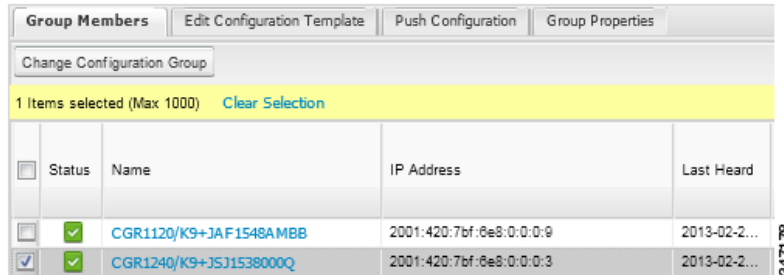 Group Members Edit Configuration Template Push Configuration Group Properties
Change Configuration Group
1 Items selected (Max 1000) Clear Selection
Status Name IP Address Last Heard
CGR1120/K9+JAF1548AMBB 2001:420:7bf:6e8:0:0:0:9 2013-02-2...
CGR1240/K9+JSJ1538000Q 2001:420:7bf:6e8:0:0:0:3 2013-02-2...